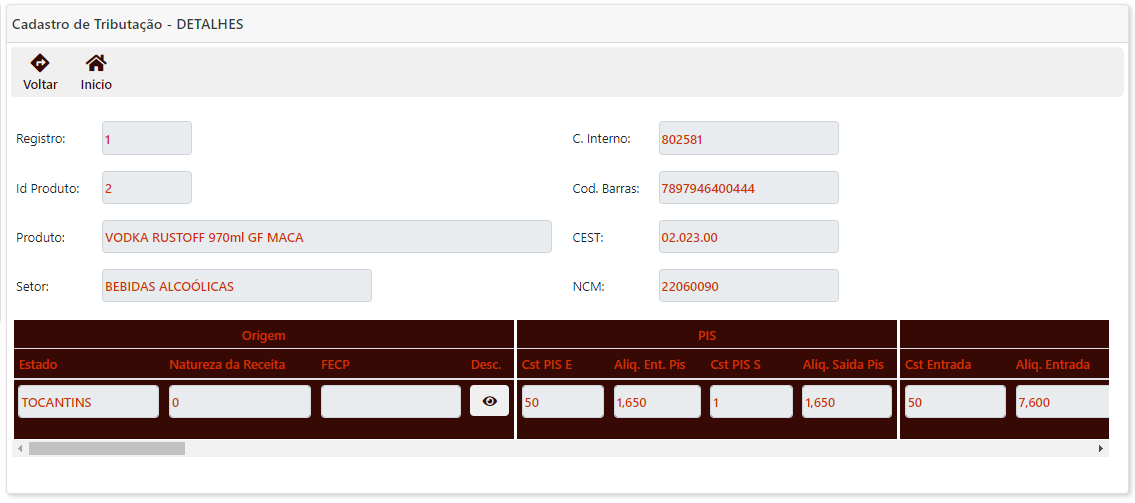 Cadastro de Tributação - DETALHES
Voltar Inicio
Registro: 1 C. Interno: 802581
Id Produto: 2 Cod. Barras: 7897946400444
Produto: VODKA RUSTOFF 970ml GF MACA CEST: 02.023.00
Setor: BEBIDAS ALCOÓLICAS NCM: 22060090
Origem PIS
Estado Natureza da Receita FECP Desc. Cst PIS E Aliq. Ent. Pis Cst PIS S Aliq. Saida Pis Cst Entrada Aliq. Entrada
TOCANTINS 0 50 1,650 1 1,650 50 7,600